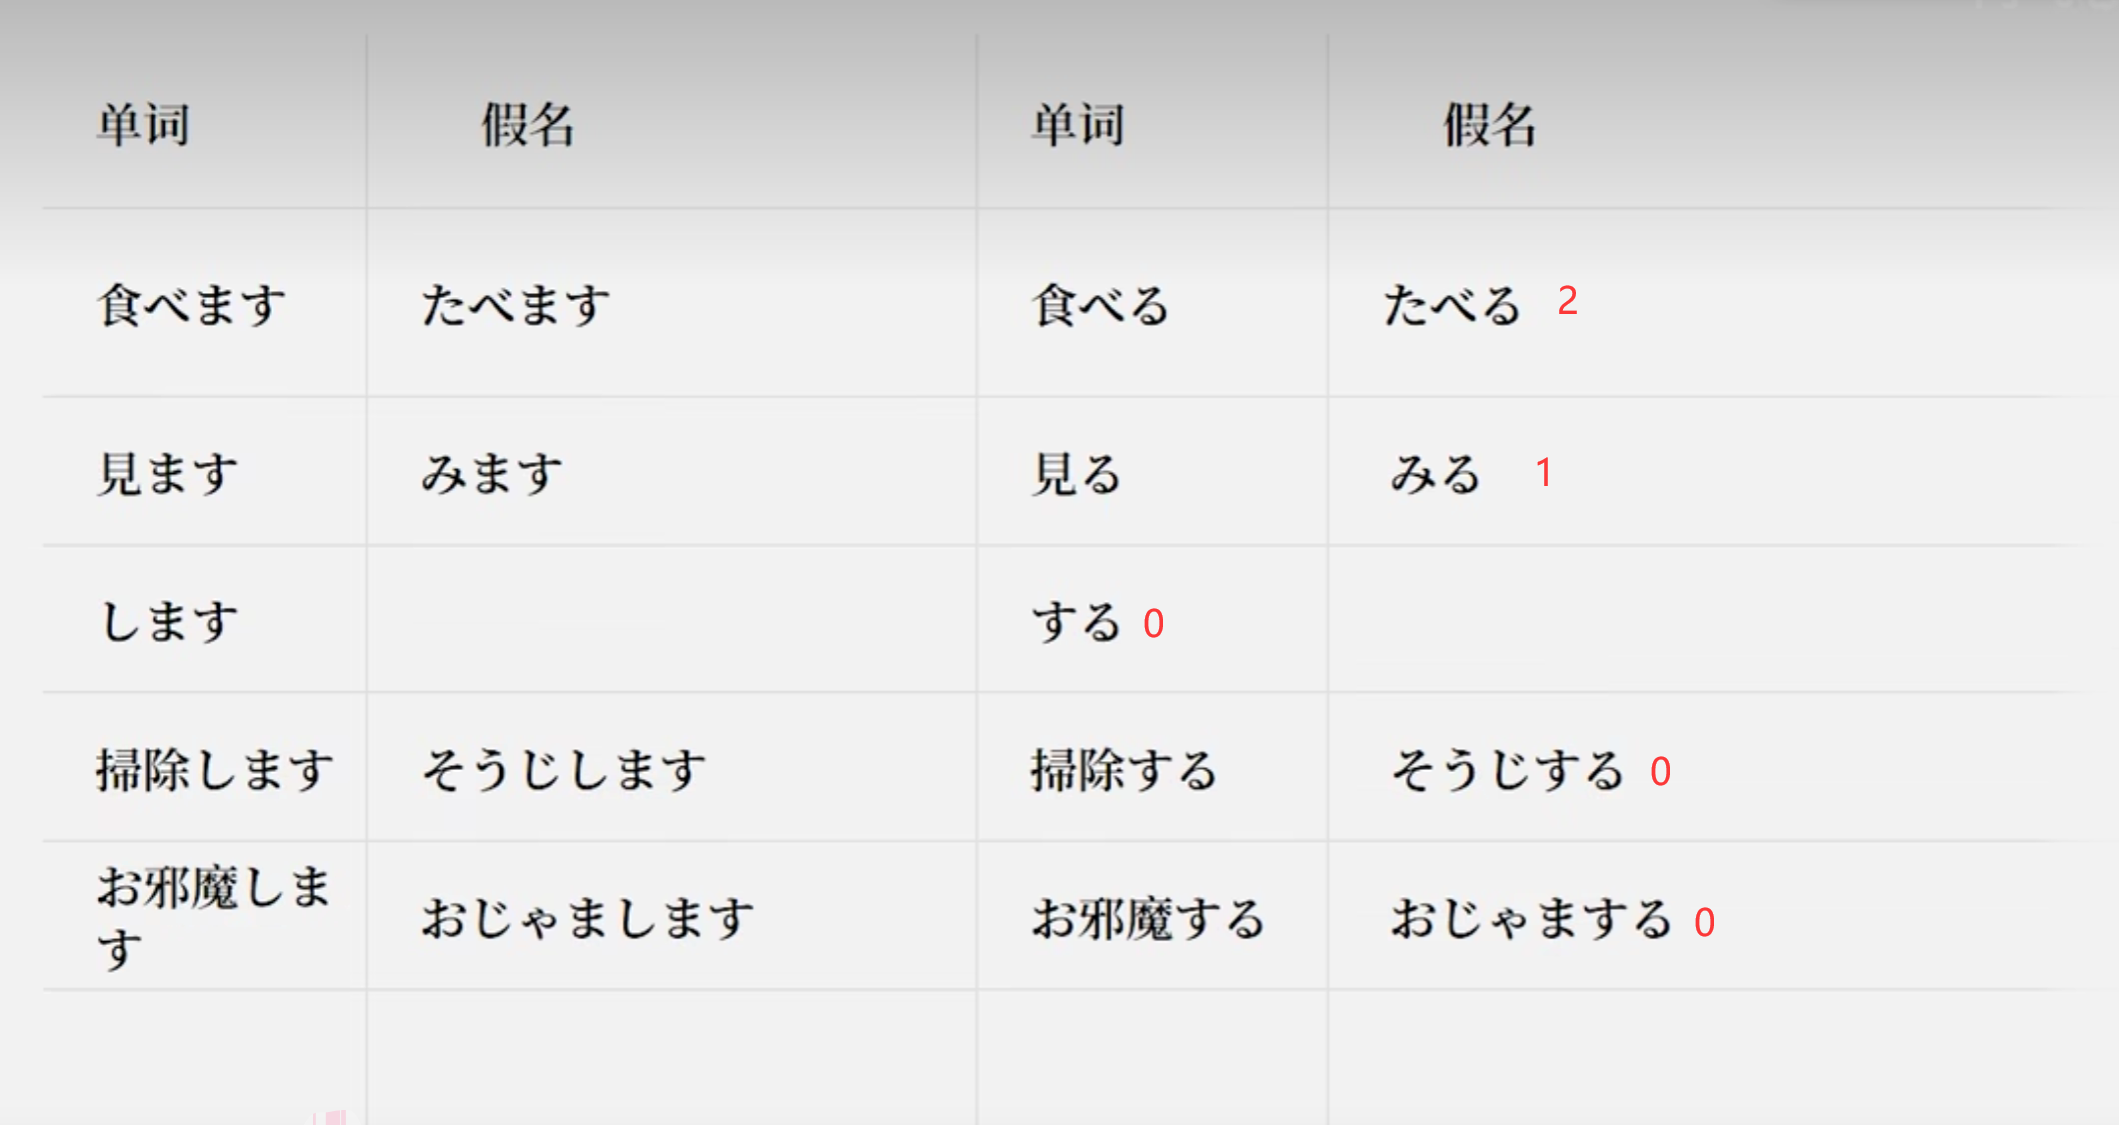 单词 假名 单词 假名
食べます たべます 食べる たべる 2
見ます みます 見る みる 1
します する 0
掃除します そうじします 掃除する そうじする 0
お邪魔しま
す おじゃまします お邪魔する おじゃまする 0